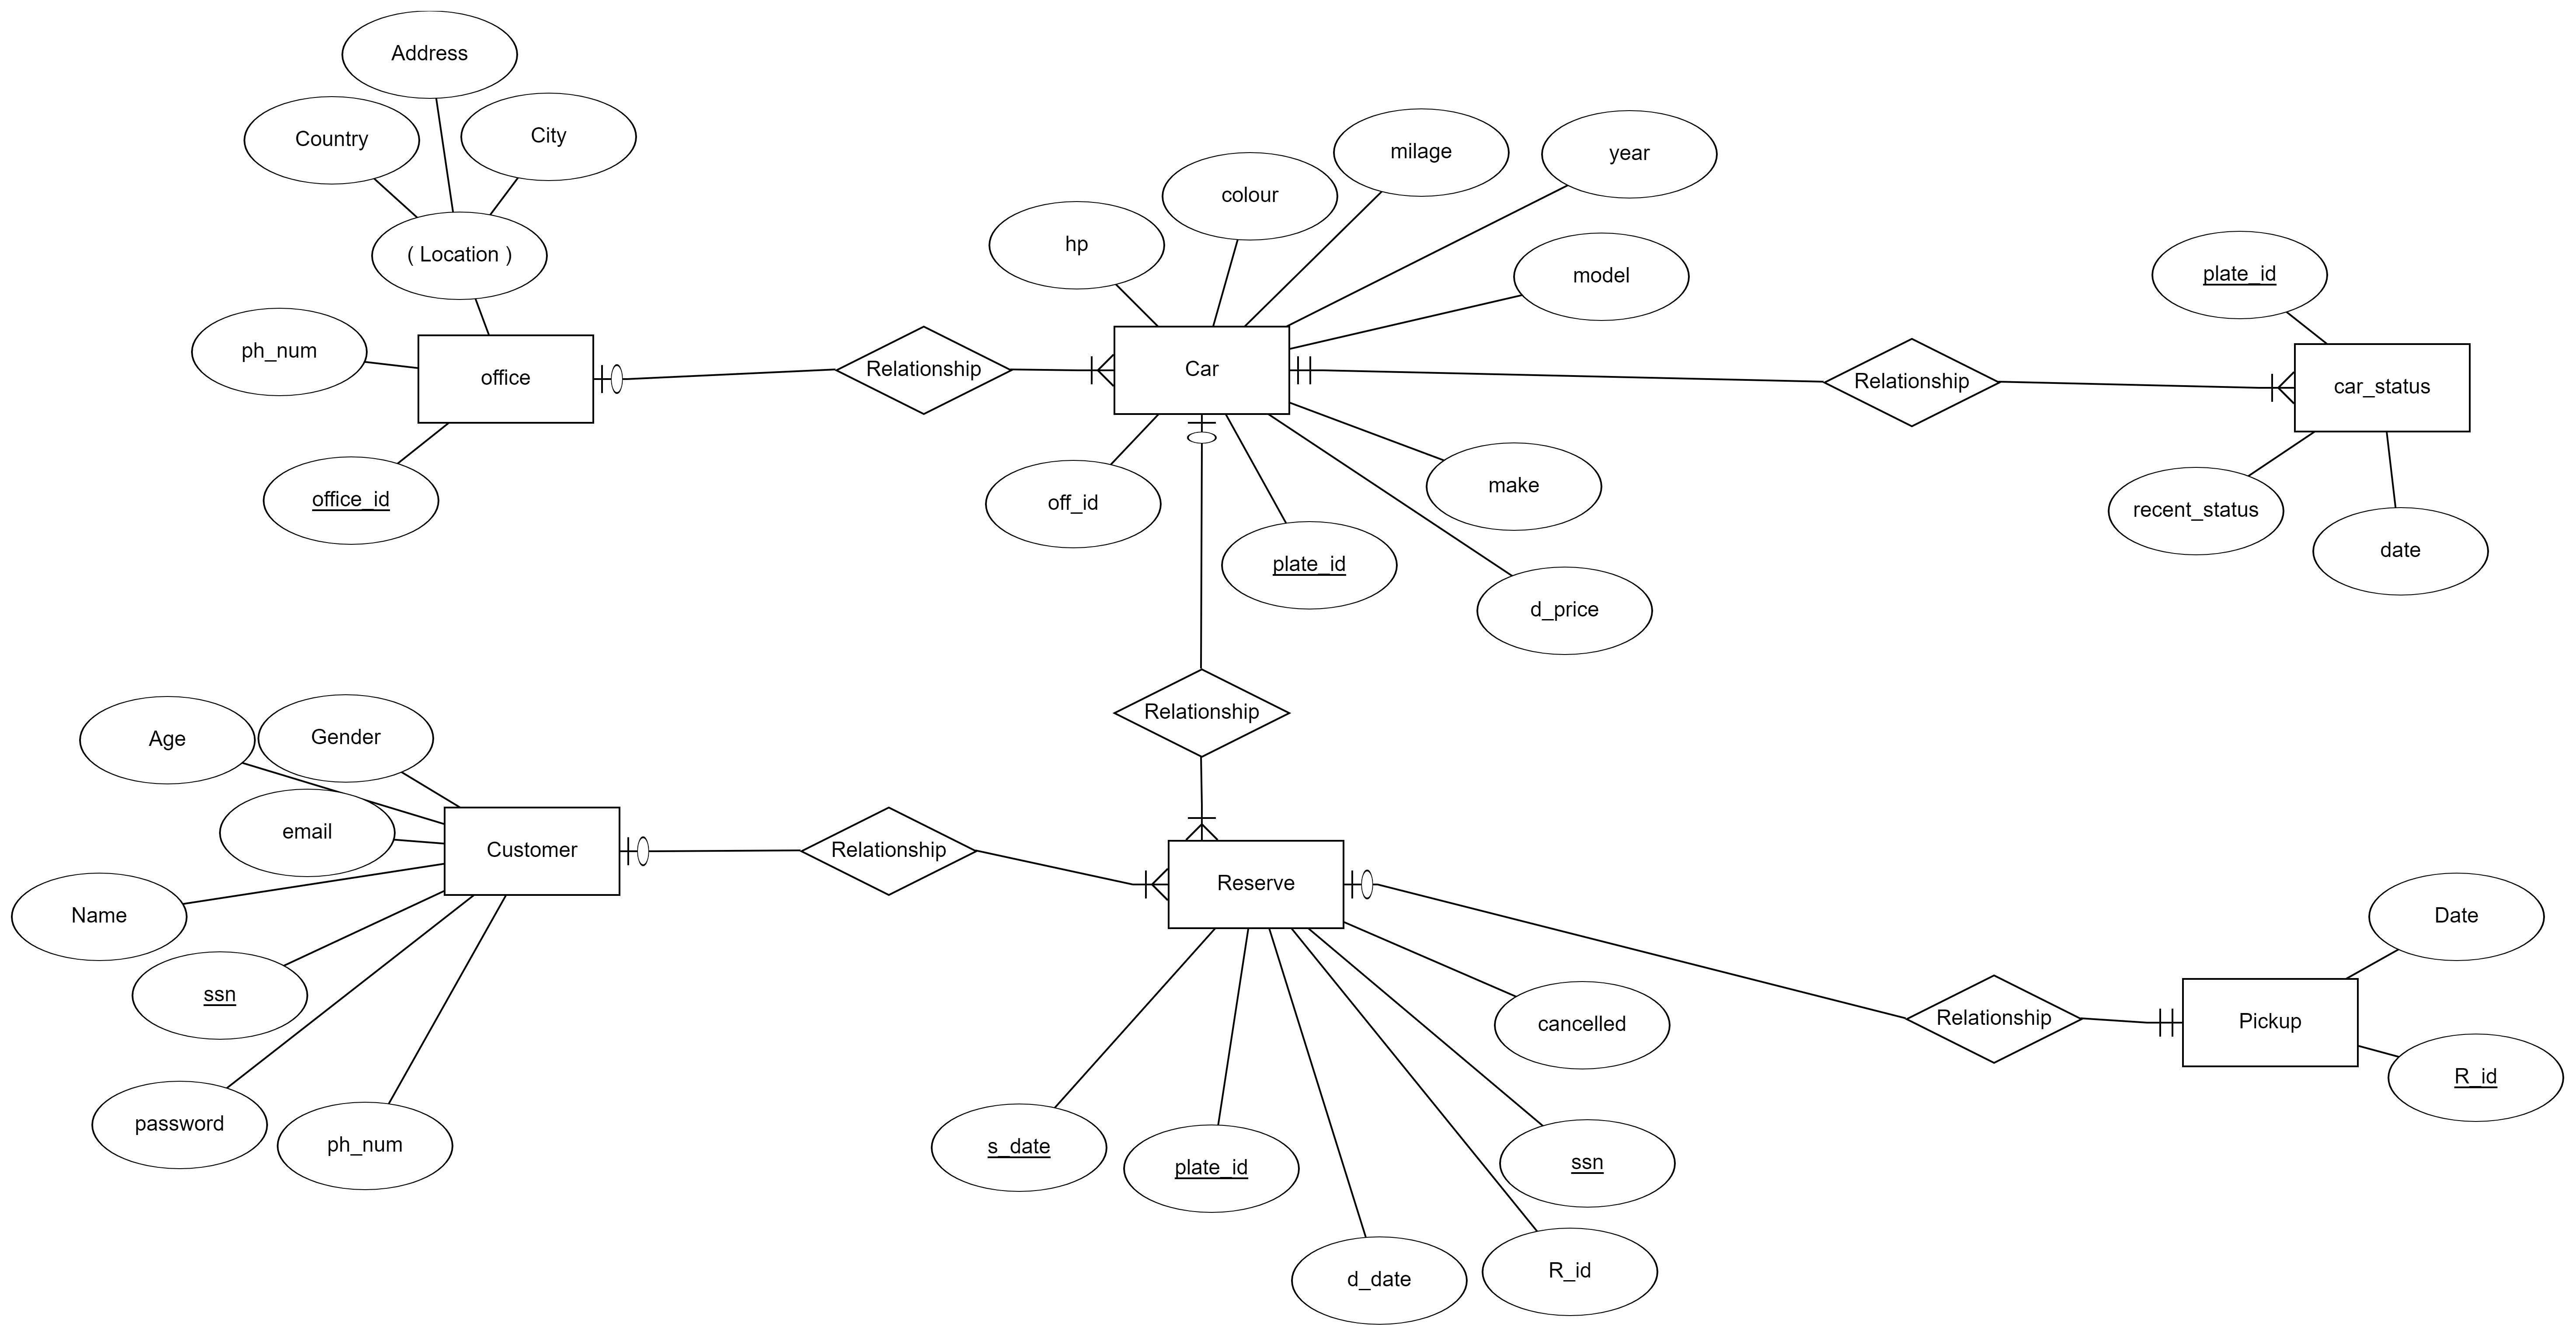 Address
Country
City
( Location )
ph_num
office
office_id
Relationship
hp
colour
milage
year
model
Car
off_id
plate_id
make
d_price
Relationship
plate_id
car_status
recent_status
date
Relationship
Age
Gender
email
Name
Customer
ssn
password
ph_num
Relationship
Reserve
cancelled
s_date
plate_id
ssn
d_date
R_id
Relationship
Date
Pickup
R_id